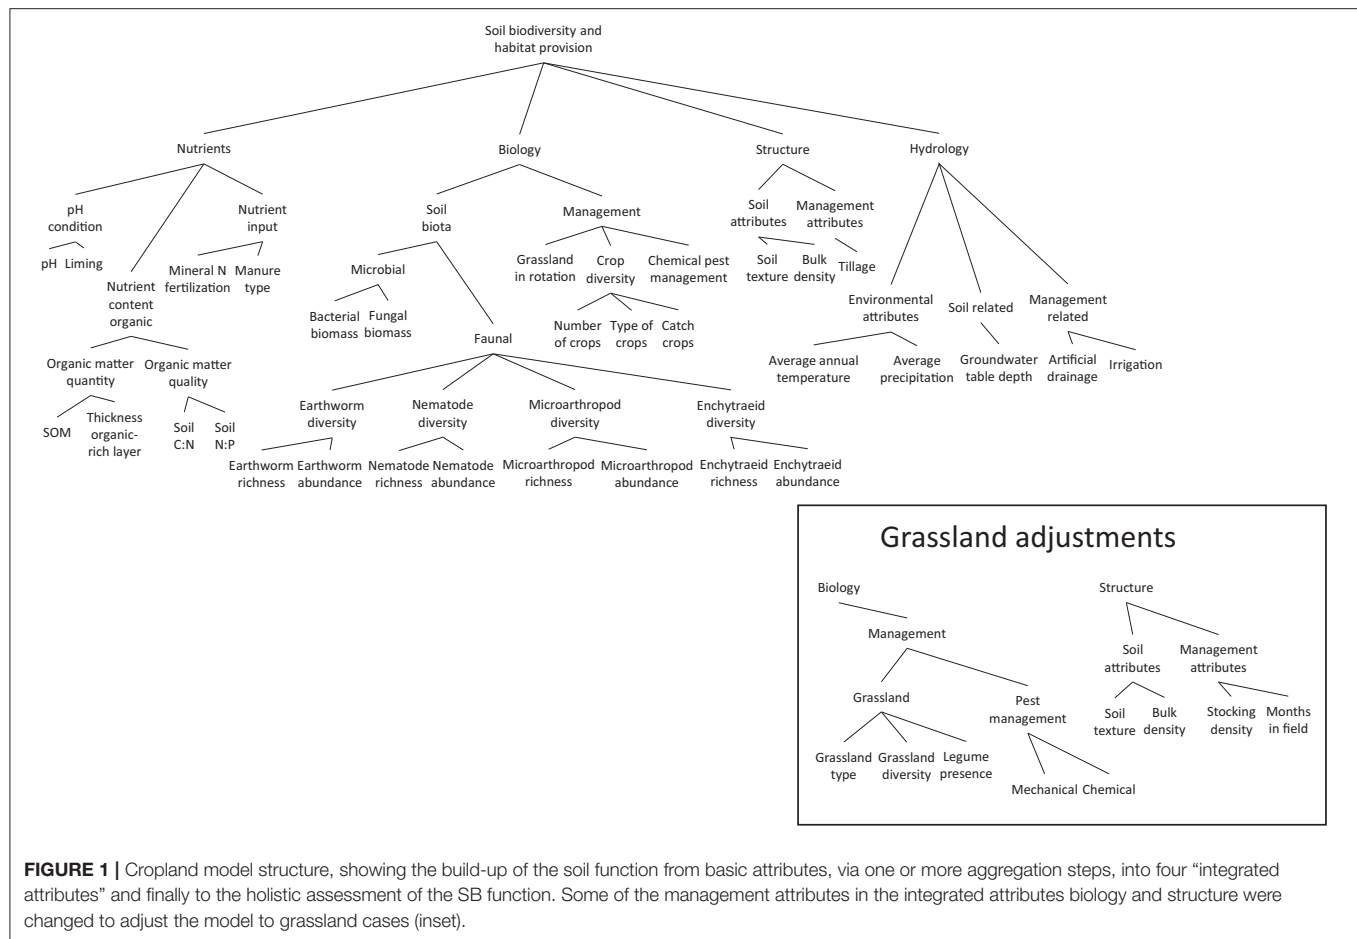 Soil biodiversity and
habitat provision
Nutrients
Biology
Structure
Hydrology
pH
condition
Nutrient
input
Soil
biota
Management
Soil
attributes
Management
attributes
pH
Liming
Mineral N
fertilization
Manure
type
Nutrient
content
organic
Microbial
Grassland
in rotation
Crop
diversity
Chemical pest
management
Soil
texture
Bulk
density
Tillage
Environmental
attributes
Soil related
Management
related
Bacterial
biomass
Fungal
biomass
Faunal
Number
of crops
Type of
crops
Catch
crops
Average annual
temperature
Average
precipitation
Groundwater
table depth
Artificial
drainage
Irrigation
Organic matter
quantity
Organic matter
quality
Earthworm
diversity
Nematode
diversity
Microarthropod
diversity
Enchytraeid
diversity
SOM
Thickness
organic-
rich layer
Soil
C:N
Soil
N:P
Earthworm
richness
Earthworm
abundance
Nematode
richness
Nematode
abundance
Microarthropod
richness
Microarthropod
abundance
Enchytraeid
richness
Enchytraeid
abundance
Grassland adjustments
Biology
Structure
Management
Soil
attributes
Management
attributes
Grassland
Pest
management
Soil
texture
Bulk
density
Stocking
density
Months
in field
Grassland
type
Grassland
diversity
Legume
presence
Mechanical
Chemical
FIGURE 1 | Cropland model structure, showing the build-up of the soil function from basic attributes, via one or more aggregation steps, into four “integrated
attributes” and finally to the holistic assessment of the SB function. Some of the management attributes in the integrated attributes biology and structure were
changed to adjust the model to grassland cases (inset).